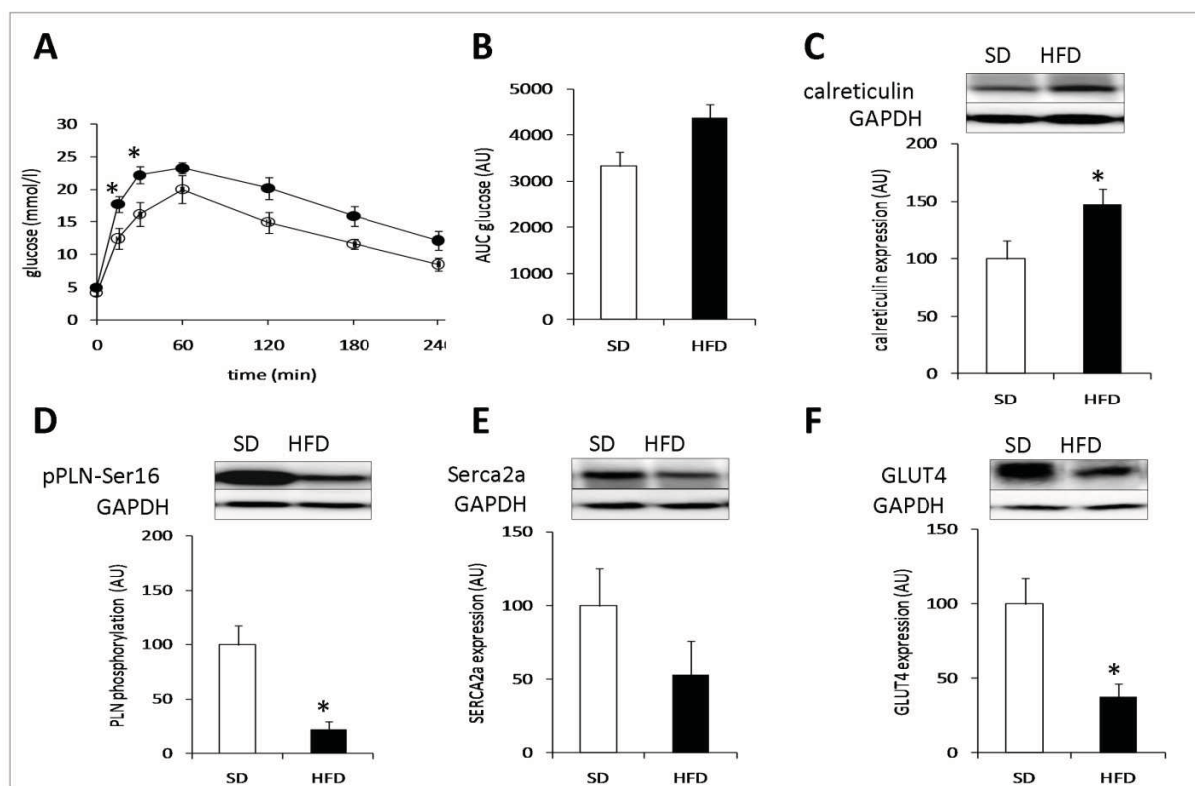 A
glucose (mmol/l)
30
25
20
15
10
5
0
* *
0 60 120 180 240
time (min)
B
AUC glucose (AU)
5000
4000
3000
2000
1000
0
SD HFD
C
SD HFD
calreticulin
GAPDH
calreticulin expression (AU)
200
150
100
50
0
*
SD HFD
D
SD HFD
pPLN-Ser16
GAPDH
PLN phosphorylation (AU)
200
150
100
50
0
*
SD HFD
E
SD HFD
Serca2a
GAPDH
SERCA2a expression (AU)
150
100
50
0
SD HFD
F
SD HFD
GLUT4
GAPDH
GLUT4 expression (AU)
150
100
50
0
*
SD HFD